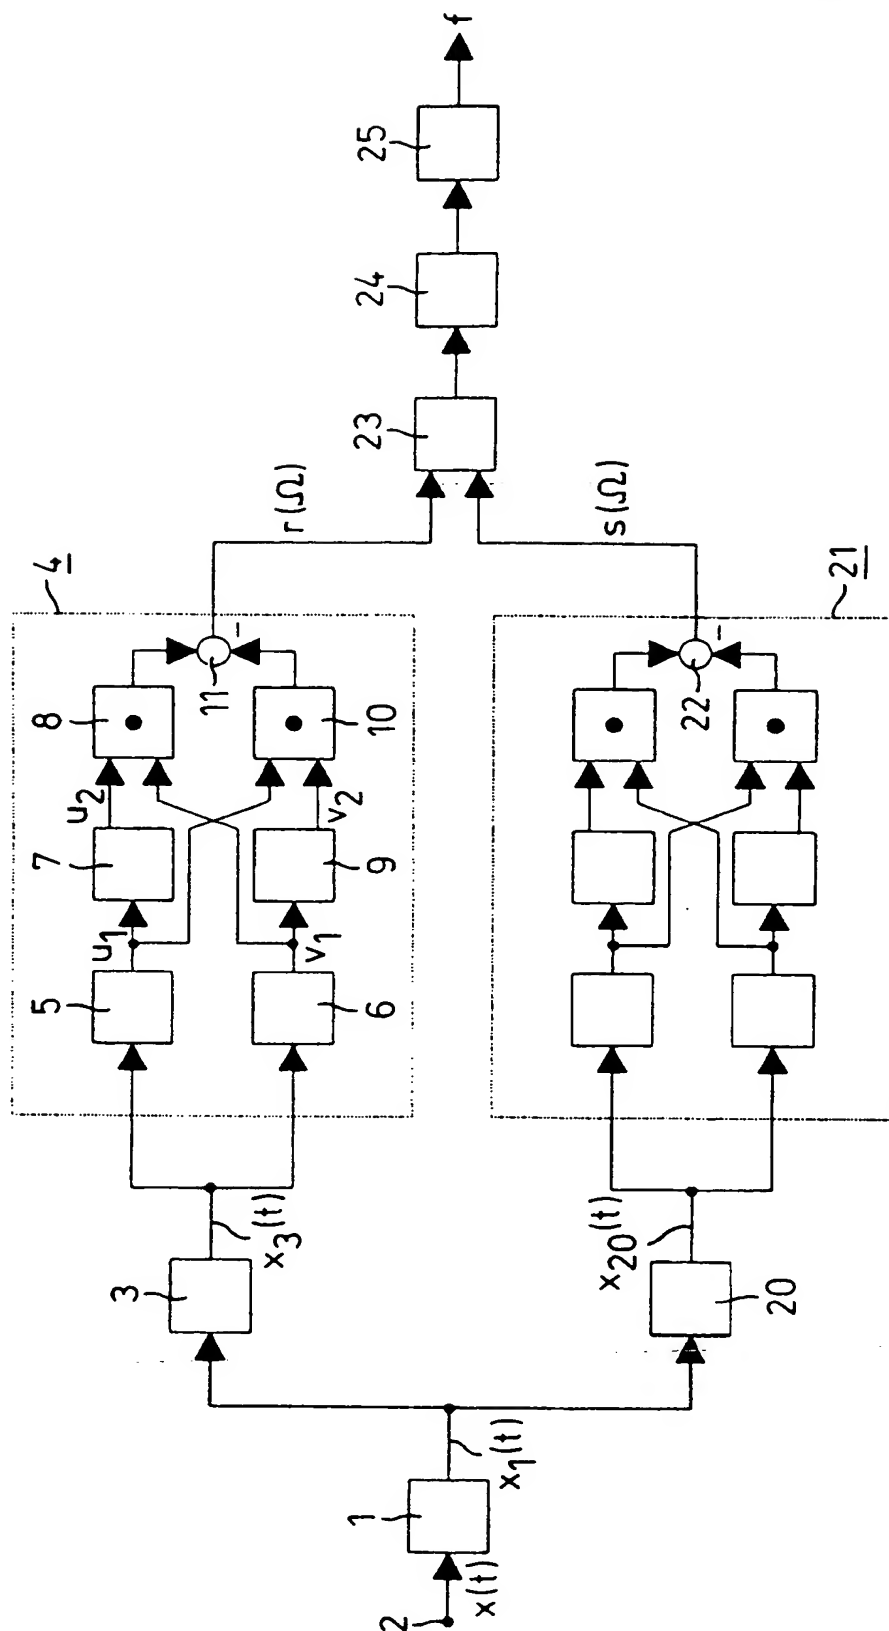 2
x(t)
1
x₁(t)
3
x₃(t)
20
x₂₀(t)
4
5
u₁
7
u₂
8
6
v₁
9
v₂
10
11
-
r(Ω)
21
22
-
s(Ω)
23
24
25
f